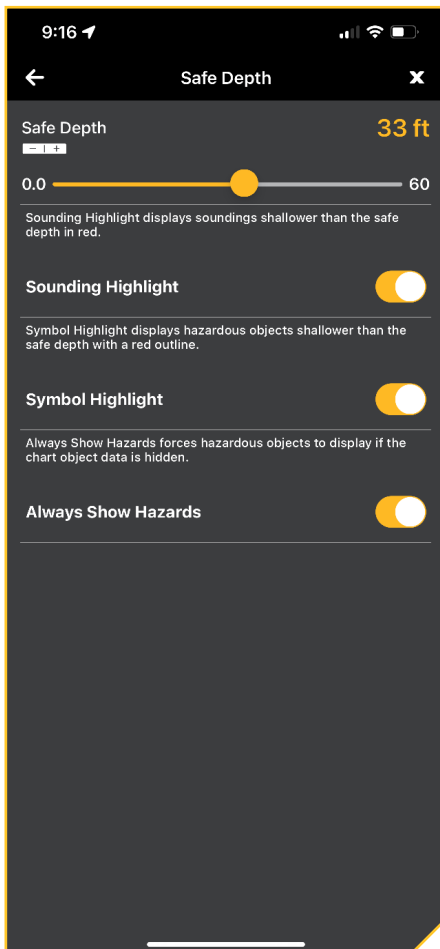 9:16
Safe Depth
Safe Depth
33 ft
− | +
0.0
60
Sounding Highlight displays soundings shallower than the safe
depth in red.
Sounding Highlight
Symbol Highlight displays hazardous objects shallower than the
safe depth with a red outline.
Symbol Highlight
Always Show Hazards forces hazardous objects to display if the
chart object data is hidden.
Always Show Hazards